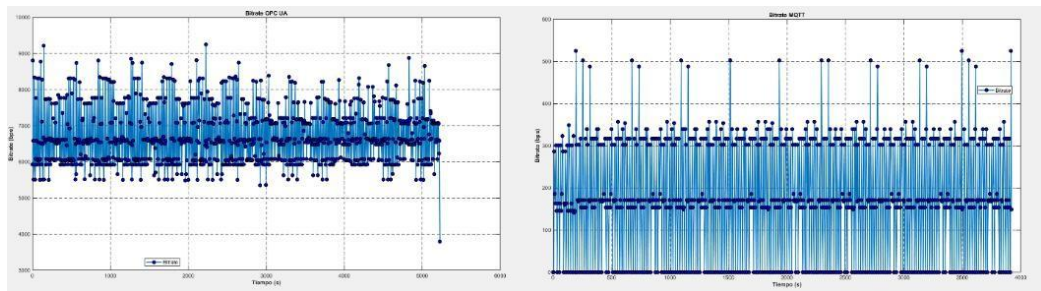 Bitrate OPC UA
10000
9000
8000
7000
6000
5000
4000
3000
Bitrate (bps)
0 1000 2000 3000 4000 5000 6000
Tiempo (s)
Bitrate
Bitrate MQTT
600
500
400
300
200
100
0
Bitrate (bps)
0 500 1000 1500 2000 2500 3000 3500 4000
Tiempo (s)
Bitrate